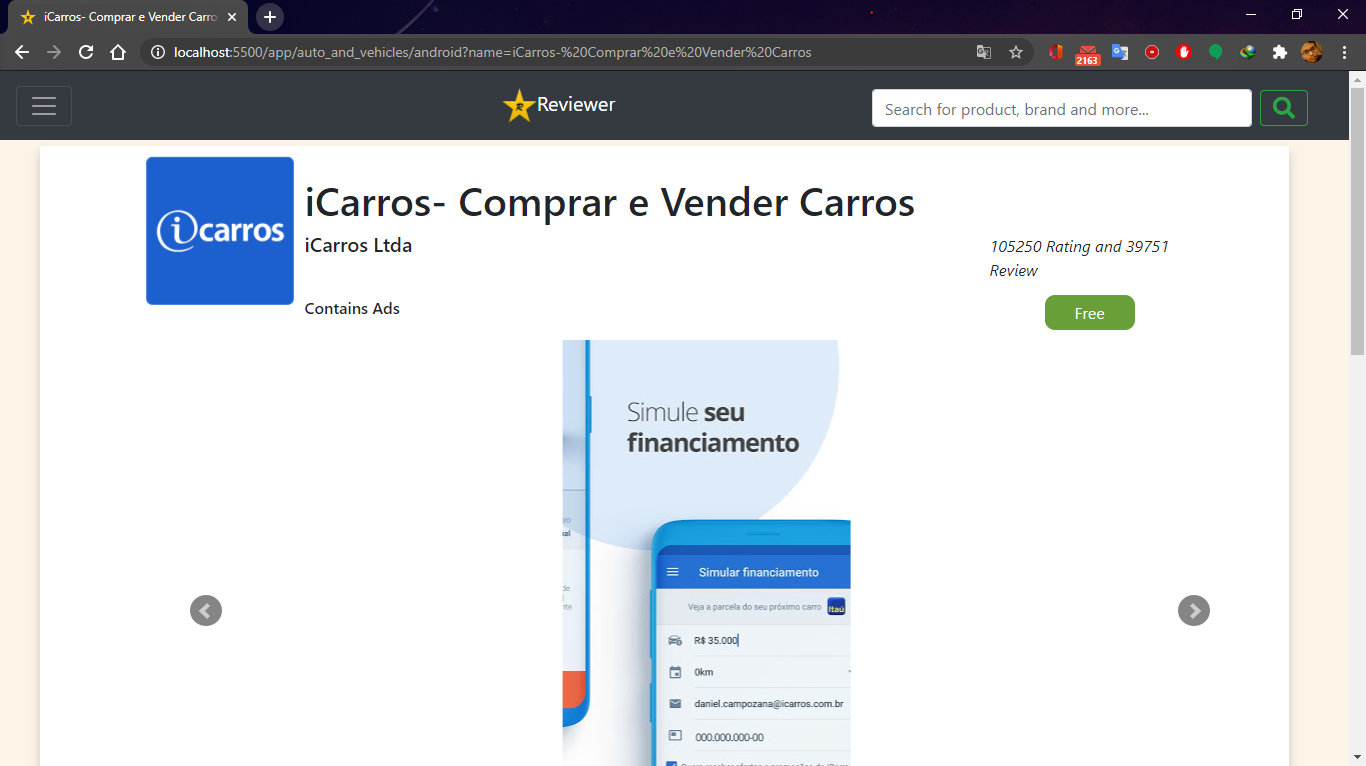 iCarros- Comprar e Vender Carro
localhost:5500/app/auto_and_vehicles/android?name=iCarros-%20Comprar%20e%20Vender%20Carros
2163
Reviewer
Search for product, brand and more...
icarros
iCarros- Comprar e Vender Carros
iCarros Ltda
105250 Rating and 39751
Review
Contains Ads
Free
Simule seu
financiamento
Simular financiamento
Veja a parcela do seu próximo carro
Itaú
R$ 35.000
0km
daniel.campozana@icarros.com.br
000.000.000-00